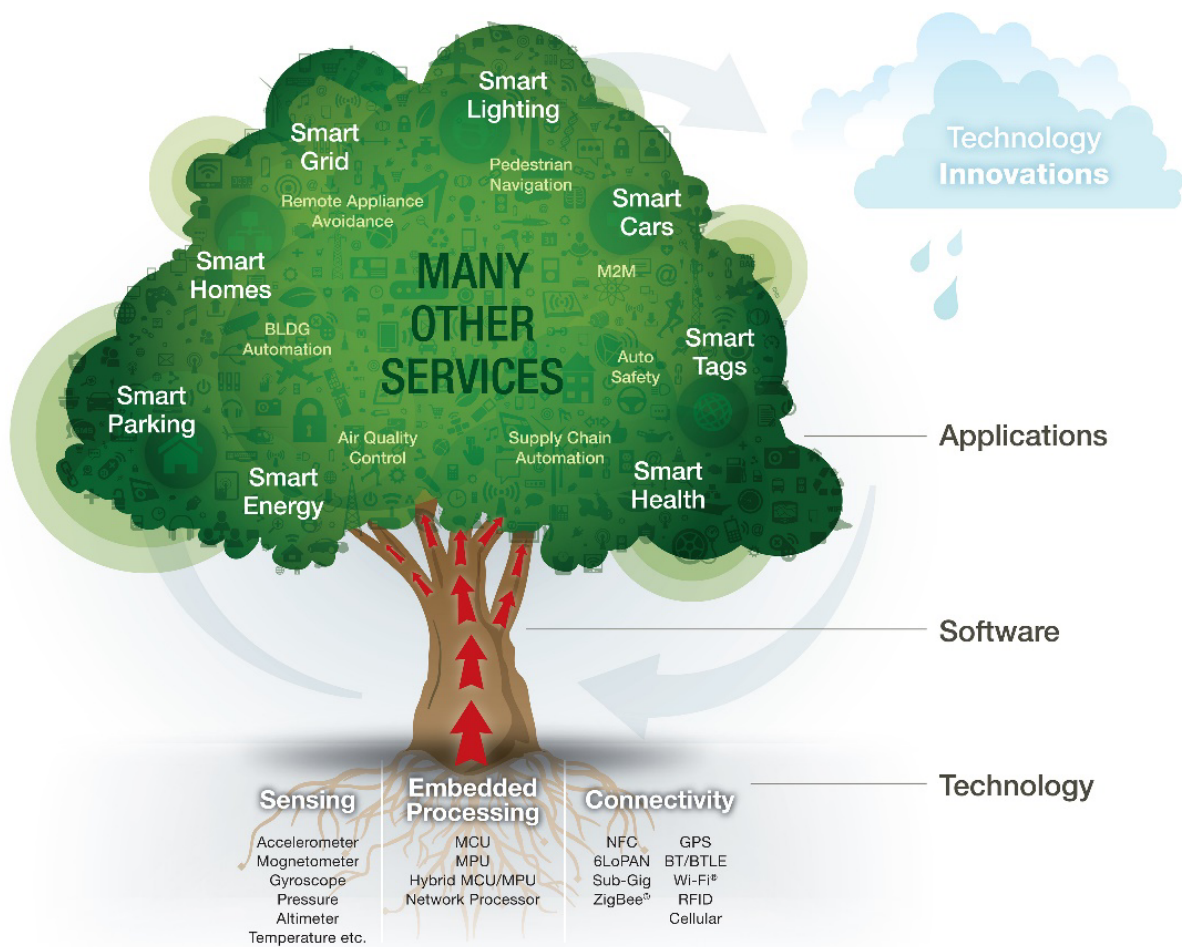 Smart
Lighting
Smart
Grid
Technology
Innovations
Pedestrian
Navigation
Remote Appliance
Avoidance
Smart
Cars
Smart
Homes
MANY
OTHER
SERVICES
M2M
BLDG
Automation
Smart
Tags
Auto
Safety
Smart
Parking
Air Quality
Control
Supply Chain
Automation
Smart
Energy
Smart
Health
Applications
Software
Technology
Sensing
Embedded
Processing
Connectivity
Accelerometer
Mognetometer
Gyroscope
Pressure
Altimeter
Temperature etc.
MCU
MPU
Hybrid MCU/MPU
Network Processor
NFC
6LoPAN
Sub-Gig
ZigBee®
GPS
BT/BTLE
Wi-Fi®
RFID
Cellular